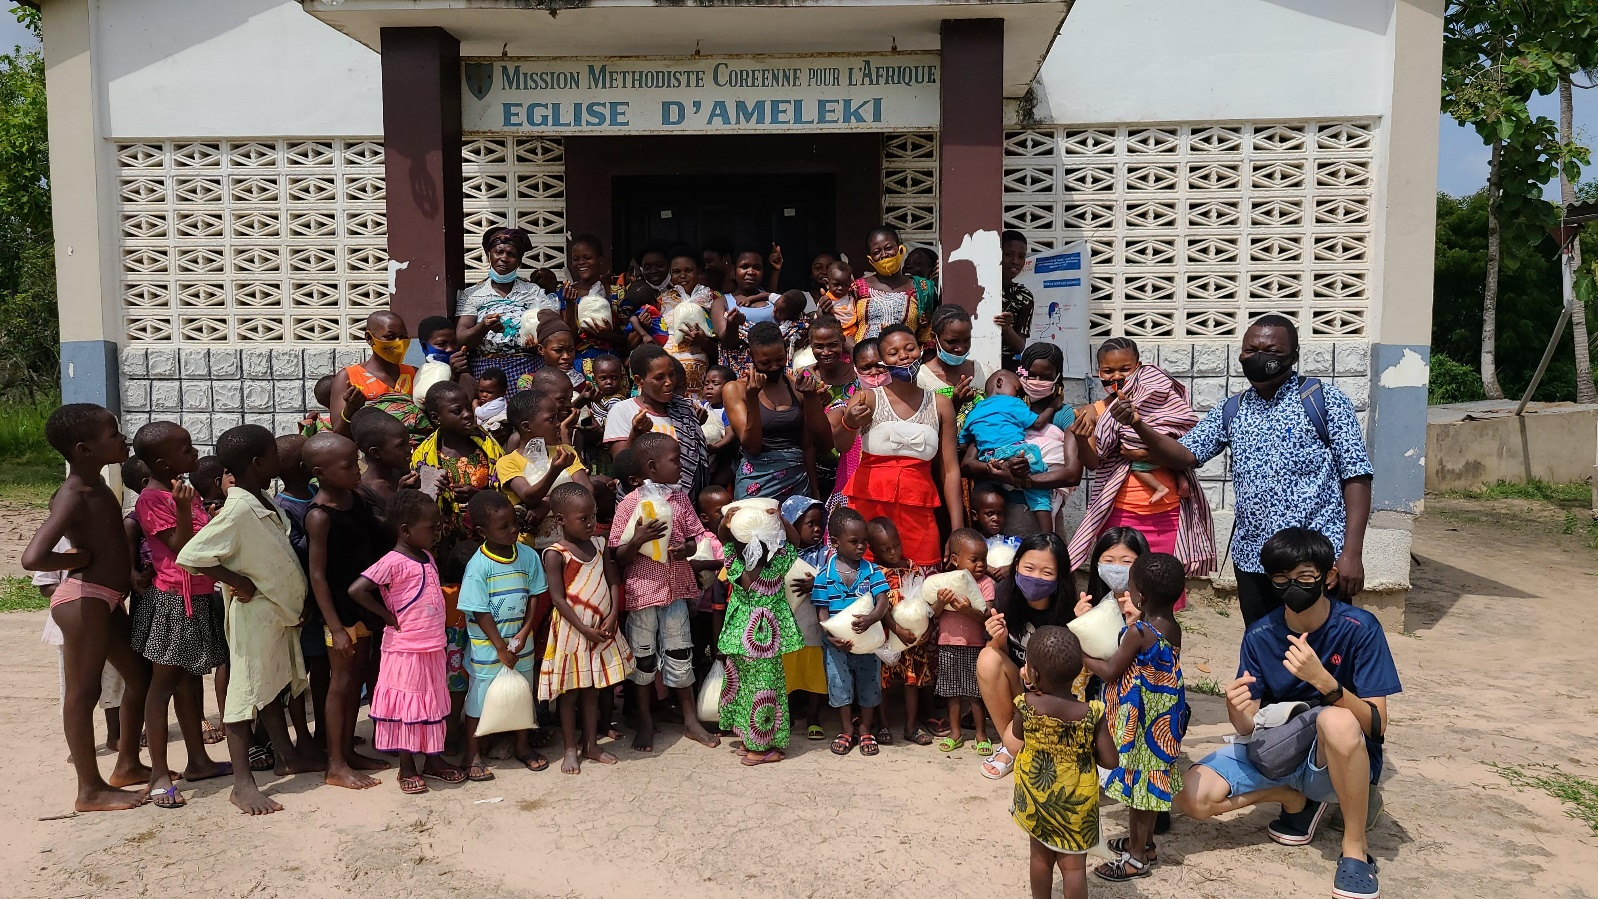 MISSION METHODISTE COREENNE POUR L'AFRIQUE
EGLISE D'AMELEKI